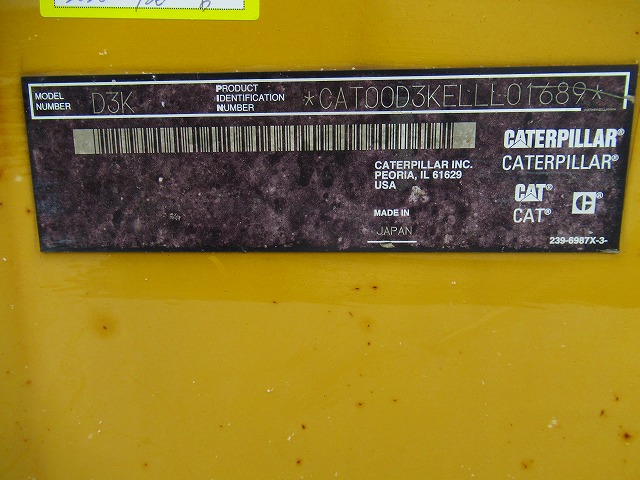 MODEL NUMBER D3K
PRODUCT IDENTIFICATION NUMBER *CAT00D3KELLL01689*
CATERPILLAR®
CATERPILLAR INC.
PEORIA, IL 61629
USA
CATERPILLAR®
CAT®
MADE IN
JAPAN
CAT®
239-6987X-3-